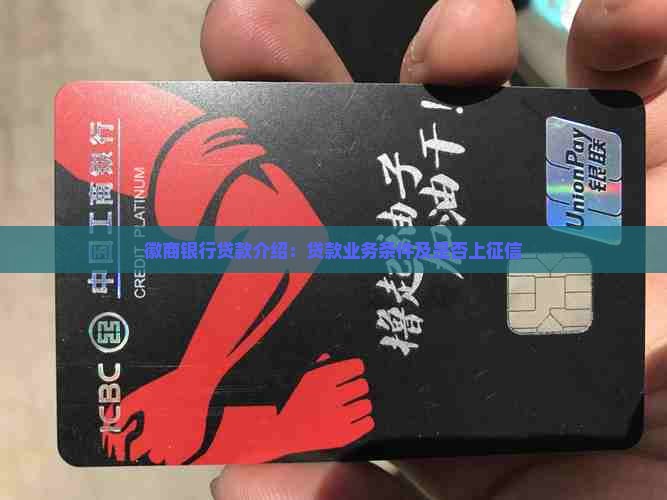 中国工商银行
CREDIT PLATINUM
ICBC
撸起袖子
加油干!
UnionPay
银联
徽商银行贷款介绍:贷款业务条件及是否上征信